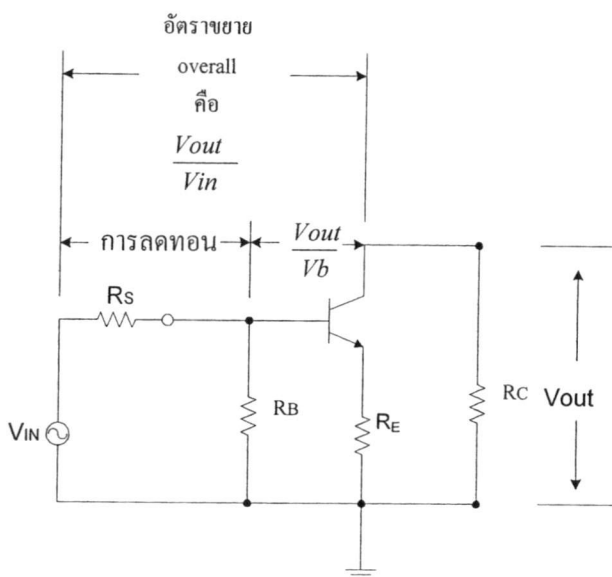 อัตราขยาย
overall
คือ
Vout
Vin
การลดทอน
Vout
Vb
RS
RB
RE
RC
Vout
VIN